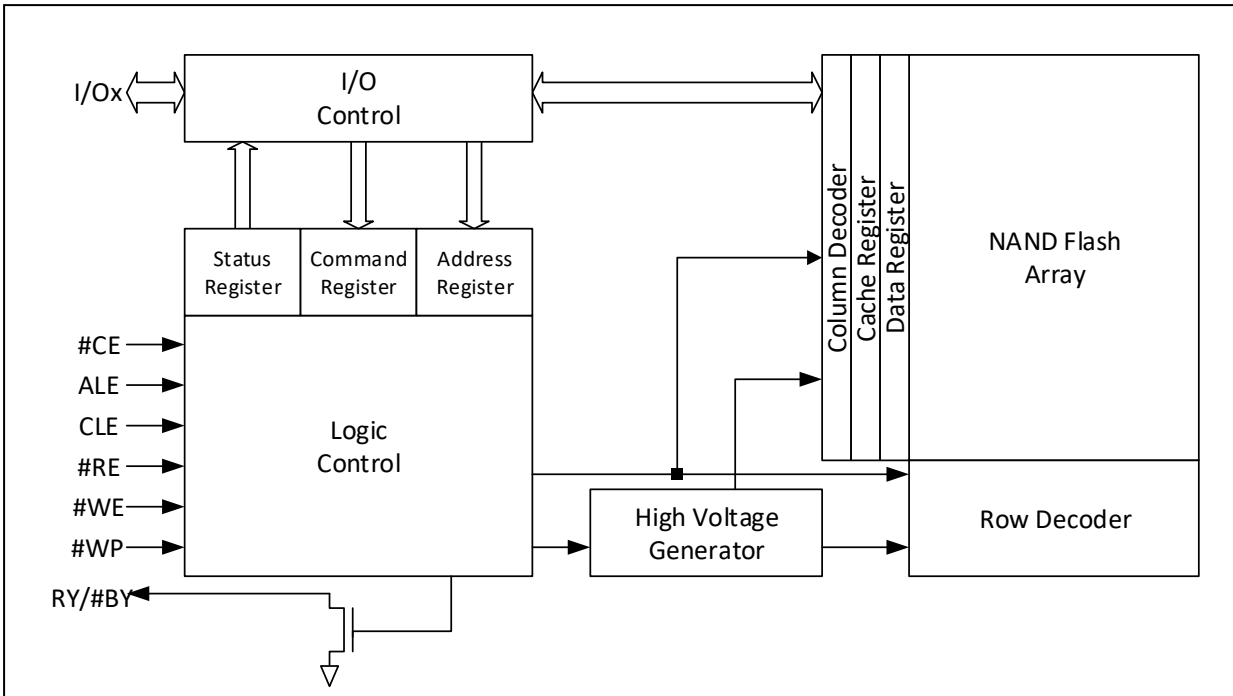 I/Ox
I/O
Control
Status
Register
Command
Register
Address
Register
#CE
ALE
CLE
#RE
#WE
#WP
RY/#BY
Logic
Control
High Voltage
Generator
Column Decoder
Cache Register
Data Register
NAND Flash
Array
Row Decoder